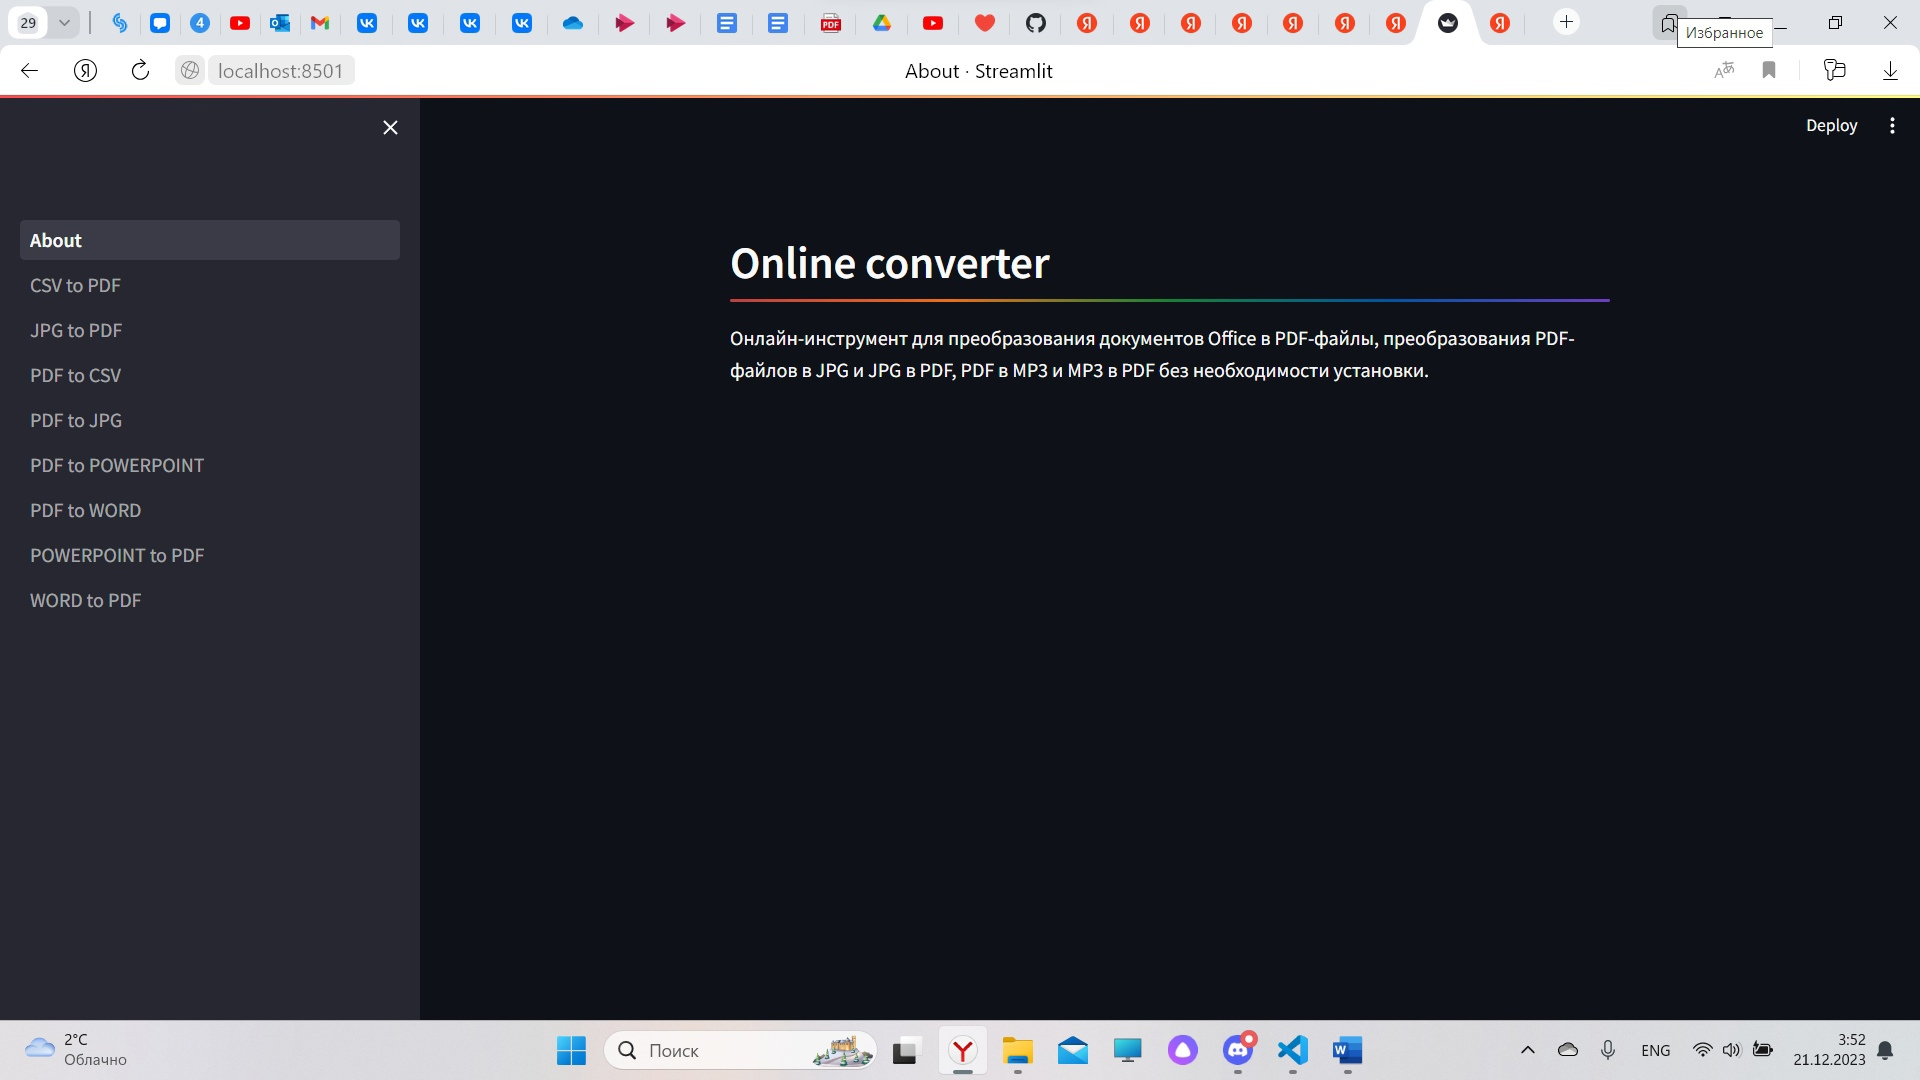 29
4
Избранное
localhost:8501
About · Streamlit
Deploy
About
CSV to PDF
JPG to PDF
PDF to CSV
PDF to JPG
PDF to POWERPOINT
PDF to WORD
POWERPOINT to PDF
WORD to PDF
Online converter
Онлайн-инструмент для преобразования документов Office в PDF-файлы, преобразования PDF-
файлов в JPG и JPG в PDF, PDF в MP3 и MP3 в PDF без необходимости установки.
2°C
Облачно
Поиск
ENG
3:52
21.12.2023